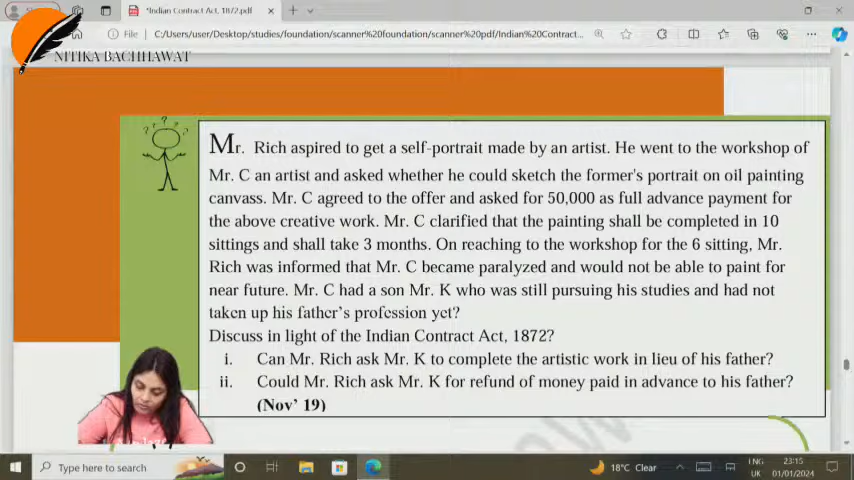 *Indian Contract Act, 1872.pdf
File
C:/Users/user/Desktop/studies/foundation/scanner%20foundation/scanner%20pdf/Indian%20Contract...
NITIKA BACHHAWAT
? ? ? ? ?
Mr. Rich aspired to get a self-portrait made by an artist. He went to the workshop of
Mr. C an artist and asked whether he could sketch the former's portrait on oil painting
canvass. Mr. C agreed to the offer and asked for 50,000 as full advance payment for
the above creative work. Mr. C clarified that the painting shall be completed in 10
sittings and shall take 3 months. On reaching to the workshop for the 6 sitting, Mr.
Rich was informed that Mr. C became paralyzed and would not be able to paint for
near future. Mr. C had a son Mr. K who was still pursuing his studies and had not
taken up his father's profession yet?
Discuss in light of the Indian Contract Act, 1872?
i. Can Mr. Rich ask Mr. K to complete the artistic work in lieu of his father?
ii. Could Mr. Rich ask Mr. K for refund of money paid in advance to his father?
(Nov' 19)
Type here to search
18°C Clear
ENG
UK
23:15
01/01/2024